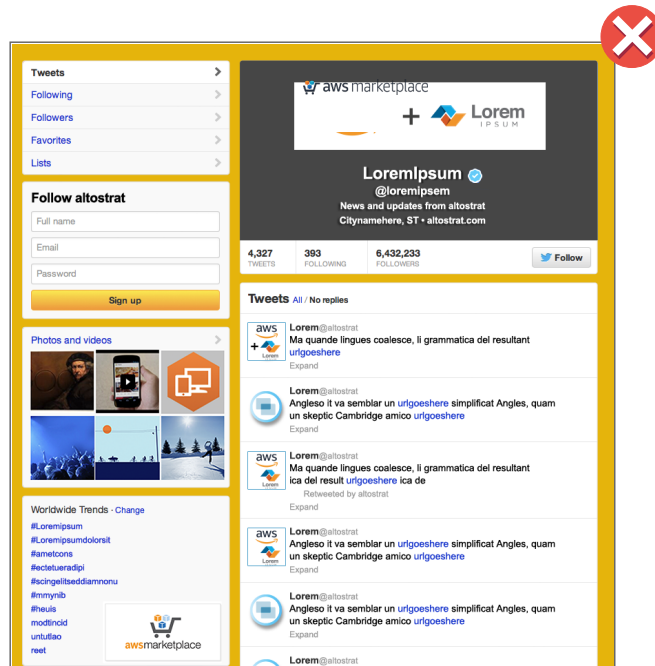 Tweets
Following
Followers
Favorites
Lists
Follow altostrat
Full name
Email
Password
Sign up
Photos and videos
Worldwide Trends · Change
#Loremipsum
#Loremipsumdolorsit
#ametcons
#ectetueradipi
#scingelitseddiamnonu
#mmynib
#heuis
modtincid
untutlao
reet
awsmarketplace
aws marketplace
+ Lorem
IPSUM
LoremIpsum
@loremipsem
News and updates from altostrat
Citynamehere, ST • altostrat.com
4,327 393 6,432,233
TWEETS FOLLOWING FOLLOWERS
Follow
Tweets All / No replies
aws
+
Lorem
Lorem@altostrat
Ma quande lingues coalesce, li grammatica del resultant
urlgoeshere
Expand
Lorem@altostrat
Angleso it va semblar un urlgoeshere simplificat Angles, quam
un skeptic Cambridge amico urlgoeshere
Expand
aws
Lorem
Lorem@altostrat
Ma quande lingues coalesce, li grammatica del resultant
ica del result urlgoeshere ica de
Retweeted by altostrat
Expand
aws
Lorem
Lorem@altostrat
Angleso it va semblar un urlgoeshere simplificat Angles, quam
un skeptic Cambridge amico urlgoeshere
Expand
Lorem@altostrat
Angleso it va semblar un urlgoeshere simplificat Angles, quam
un skeptic Cambridge amico urlgoeshere
Expand
Lorem@altostrat